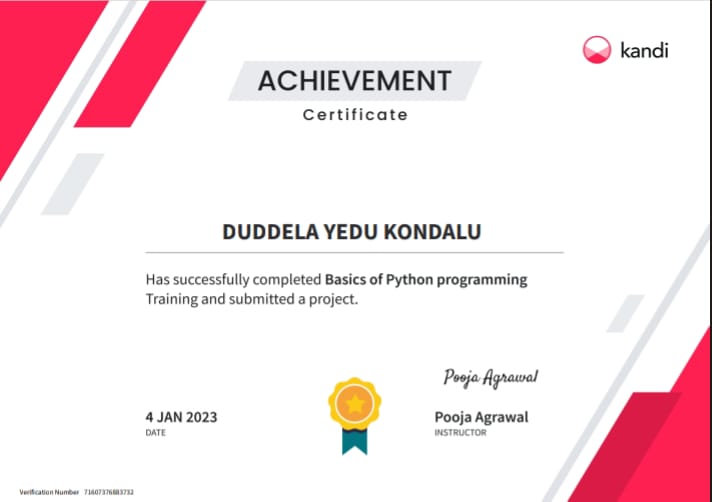 kandi
ACHIEVEMENT
Certificate
DUDDELA YEDU KONDALU
Has successfully completed Basics of Python programming
Training and submitted a project.
Pooja Agrawal
4 JAN 2023
DATE
Pooja Agrawal
INSTRUCTOR
Verification Number 71607376883732